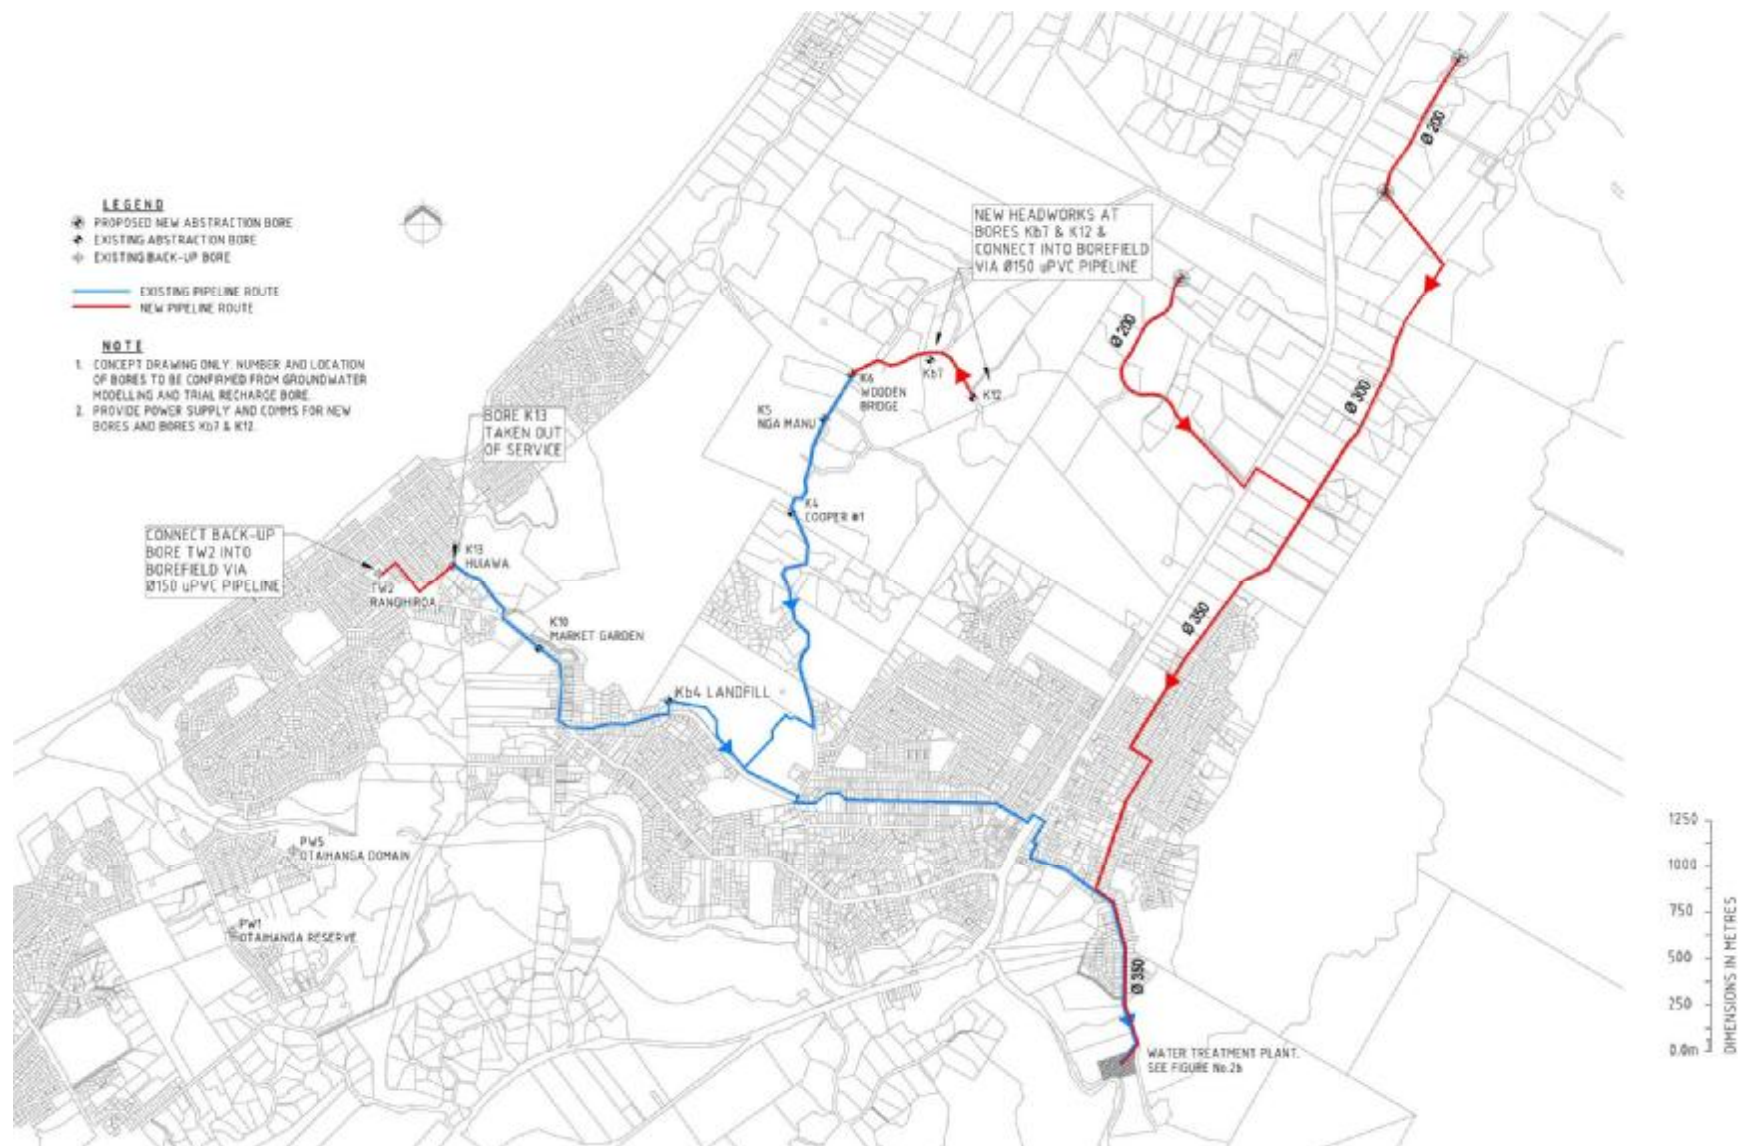 LEGEND
PROPOSED NEW ABSTRACTION BORE
EXISTING ABSTRACTION BORE
EXISTING BACK-UP BORE
EXISTING PIPELINE ROUTE
NEW PIPELINE ROUTE
NOTE
1. CONCEPT DRAWING ONLY. NUMBER AND LOCATION
OF BORES TO BE CONFIRMED FROM GROUNDWATER
MODELLING AND TRIAL RECHARGE BORE.
2. PROVIDE POWER SUPPLY AND COMMS FOR NEW
BORES AND BORES Kb7 & K12.
NEW HEADWORKS AT
BORES Kb7 & K12 &
CONNECT INTO BOREFIELD
VIA Ø150 uPVC PIPELINE
Ø 200
Ø 200
Ø 300
Ø 350
Ø 350
Kb7
K12
K6
WOODEN
BRIDGE
K5
NGA MANU
K4
COOPER #1
BORE K13
TAKEN OUT
OF SERVICE
CONNECT BACK-UP
BORE TW2 INTO
BOREFIELD VIA
Ø150 uPVC PIPELINE
K13
HUIAWA
TW2
RANGIHIROA
K10
MARKET GARDEN
Kb4 LANDFILL
PW5
OTAIHANGA DOMAIN
PW1
OTAIHANGA RESERVE
WATER TREATMENT PLANT.
SEE FIGURE No.2b
1250
1000
750
500
250
0.0m
DIMENSIONS IN METRES